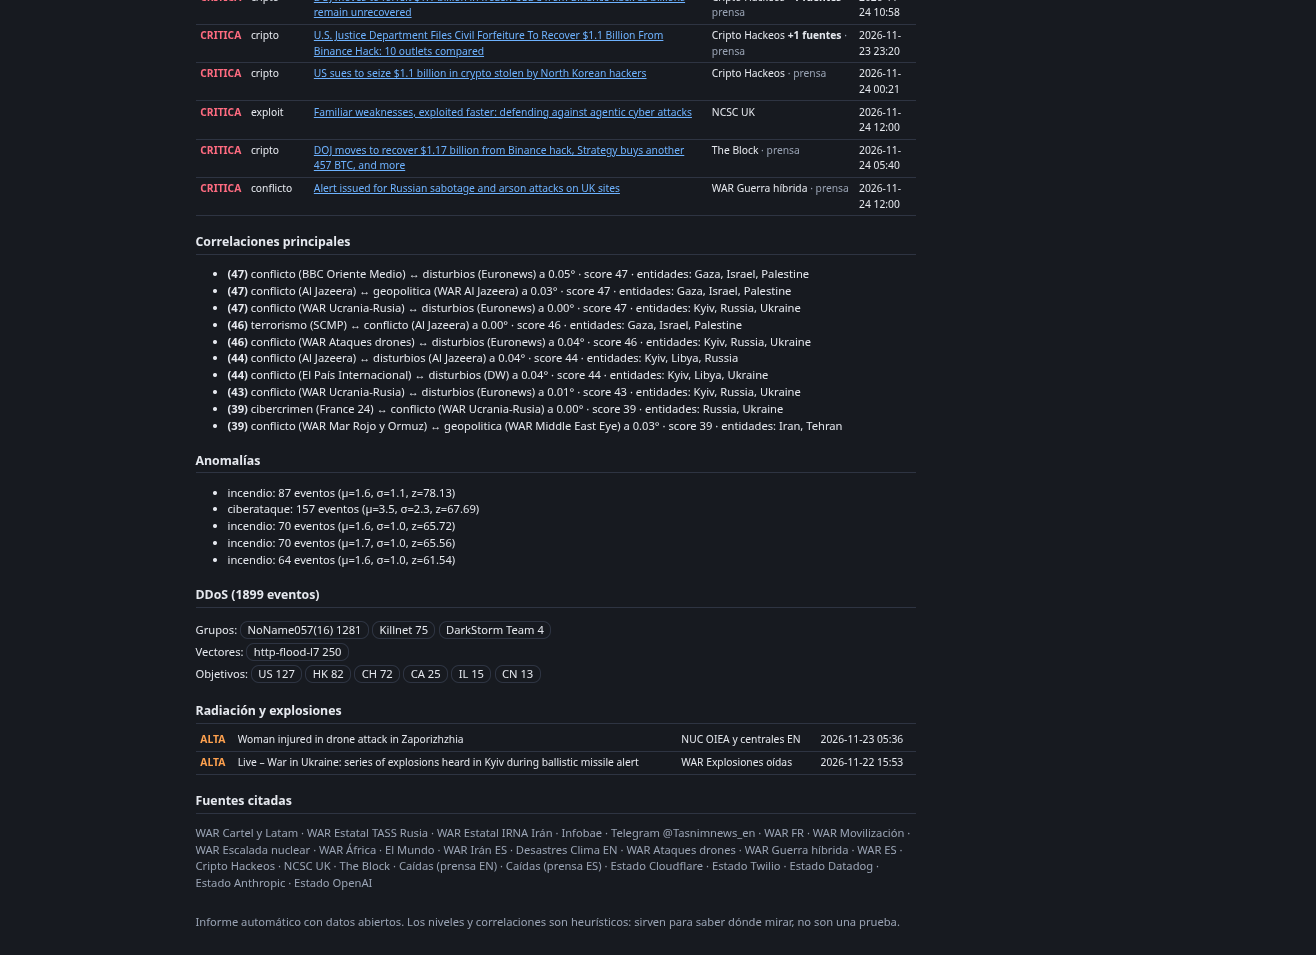 remain unrecovered
prensa
24 10:58
CRITICA cripto U.S. Justice Department Files Civil Forfeiture To Recover $1.1 Billion From Cripto Hackeos +1 fuentes · 2026-11-
Binance Hack: 10 outlets compared prensa 23 23:20
CRITICA cripto US sues to seize $1.1 billion in crypto stolen by North Korean hackers Cripto Hackeos · prensa 2026-11-
24 00:21
CRITICA exploit Familiar weaknesses, exploited faster: defending against agentic cyber attacks NCSC UK 2026-11-
24 12:00
CRITICA cripto DOJ moves to recover $1.17 billion from Binance hack, Strategy buys another The Block · prensa 2026-11-
457 BTC, and more 24 05:40
CRITICA conflicto Alert issued for Russian sabotage and arson attacks on UK sites WAR Guerra híbrida · prensa 2026-11-
24 12:00
Correlaciones principales
• (47) conflicto (BBC Oriente Medio) ↔ disturbios (Euronews) a 0.05° · score 47 · entidades: Gaza, Israel, Palestine
• (47) conflicto (Al Jazeera) ↔ geopolitica (WAR Al Jazeera) a 0.03° · score 47 · entidades: Gaza, Israel, Palestine
• (47) conflicto (WAR Ucrania-Rusia) ↔ disturbios (Euronews) a 0.00° · score 47 · entidades: Kyiv, Russia, Ukraine
• (46) terrorismo (SCMP) ↔ conflicto (Al Jazeera) a 0.00° · score 46 · entidades: Gaza, Israel, Palestine
• (46) conflicto (WAR Ataques drones) ↔ disturbios (Euronews) a 0.04° · score 46 · entidades: Kyiv, Russia, Ukraine
• (44) conflicto (Al Jazeera) ↔ disturbios (Al Jazeera) a 0.04° · score 44 · entidades: Kyiv, Libya, Russia
• (44) conflicto (El País Internacional) ↔ disturbios (DW) a 0.04° · score 44 · entidades: Kyiv, Libya, Ukraine
• (43) conflicto (WAR Ucrania-Rusia) ↔ disturbios (Euronews) a 0.01° · score 43 · entidades: Kyiv, Russia, Ukraine
• (39) cibercrimen (France 24) ↔ conflicto (WAR Ucrania-Rusia) a 0.00° · score 39 · entidades: Russia, Ukraine
• (39) conflicto (WAR Mar Rojo y Ormuz) ↔ geopolitica (WAR Middle East Eye) a 0.03° · score 39 · entidades: Iran, Tehran
Anomalías
• incendio: 87 eventos (μ=1.6, σ=1.1, z=78.13)
• ciberataque: 157 eventos (μ=3.5, σ=2.3, z=67.69)
• incendio: 70 eventos (μ=1.6, σ=1.0, z=65.72)
• incendio: 70 eventos (μ=1.7, σ=1.0, z=65.56)
• incendio: 64 eventos (μ=1.6, σ=1.0, z=61.54)
DDoS (1899 eventos)
Grupos: NoName057(16) 1281 Killnet 75 DarkStorm Team 4
Vectores: http-flood-l7 250
Objetivos: US 127 HK 82 CH 72 CA 25 IL 15 CN 13
Radiación y explosiones
ALTA Woman injured in drone attack in Zaporizhzhia NUC OIEA y centrales EN 2026-11-23 05:36
ALTA Live – War in Ukraine: series of explosions heard in Kyiv during ballistic missile alert WAR Explosiones oídas 2026-11-22 15:53
Fuentes citadas
WAR Cartel y Latam · WAR Estatal TASS Rusia · WAR Estatal IRNA Irán · Infobae · Telegram @Tasnimnews_en · WAR FR · WAR Movilización ·
WAR Escalada nuclear · WAR África · El Mundo · WAR Irán ES · Desastres Clima EN · WAR Ataques drones · WAR Guerra híbrida · WAR ES ·
Cripto Hackeos · NCSC UK · The Block · Caídas (prensa EN) · Caídas (prensa ES) · Estado Cloudflare · Estado Twilio · Estado Datadog ·
Estado Anthropic · Estado OpenAI
Informe automático con datos abiertos. Los niveles y correlaciones son heurísticos: sirven para saber dónde mirar, no son una prueba.